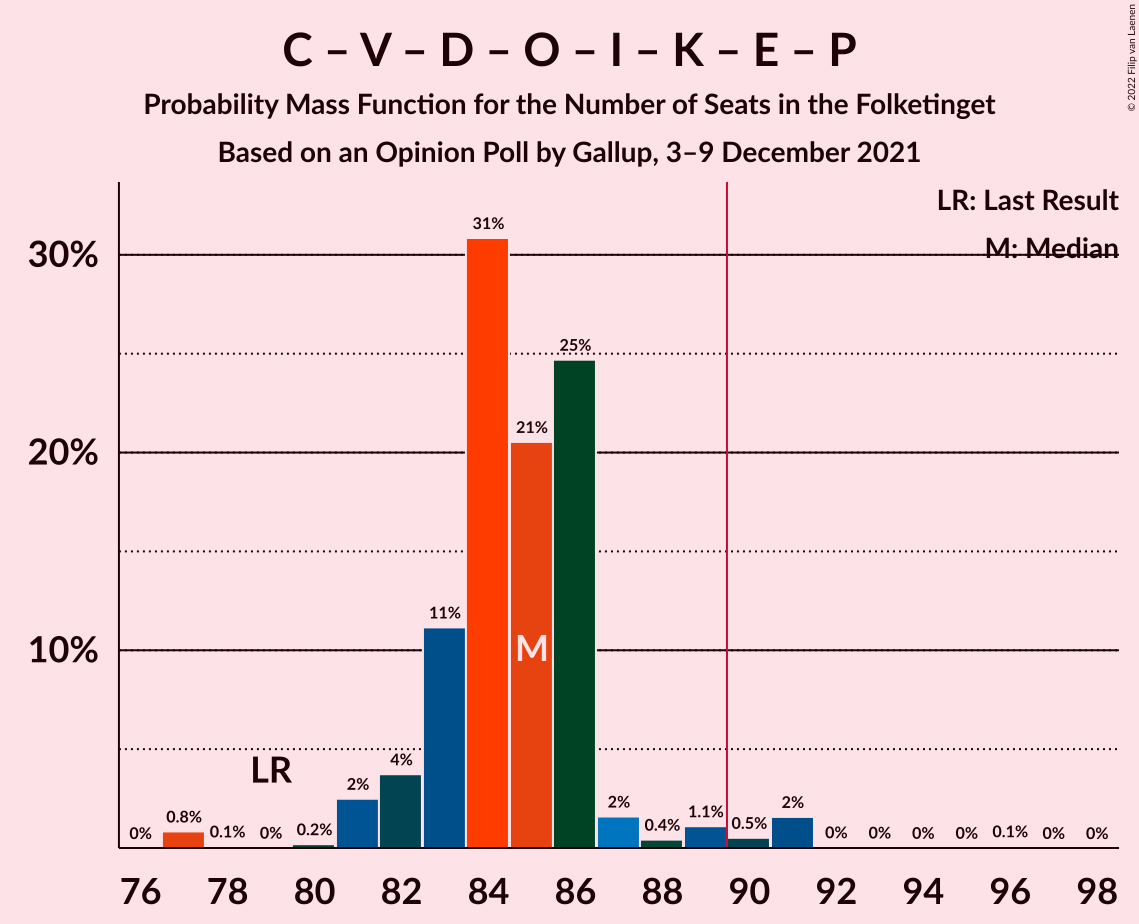 C – V – D – O – I – K – E – P
Probability Mass Function for the Number of Seats in the Folketinget
Based on an Opinion Poll by Gallup, 3–9 December 2021
© 2022 Filip van Laenen
LR: Last Result
M: Median
30%
20%
10%
0%
0.8%
0.1%
0%
0.2%
2%
4%
11%
31%
21%
25%
2%
0.4%
1.1%
0.5%
2%
0%
0%
0%
0%
0.1%
0%
0%
LR
M
76 78 80 82 84 86 88 90 92 94 96 98